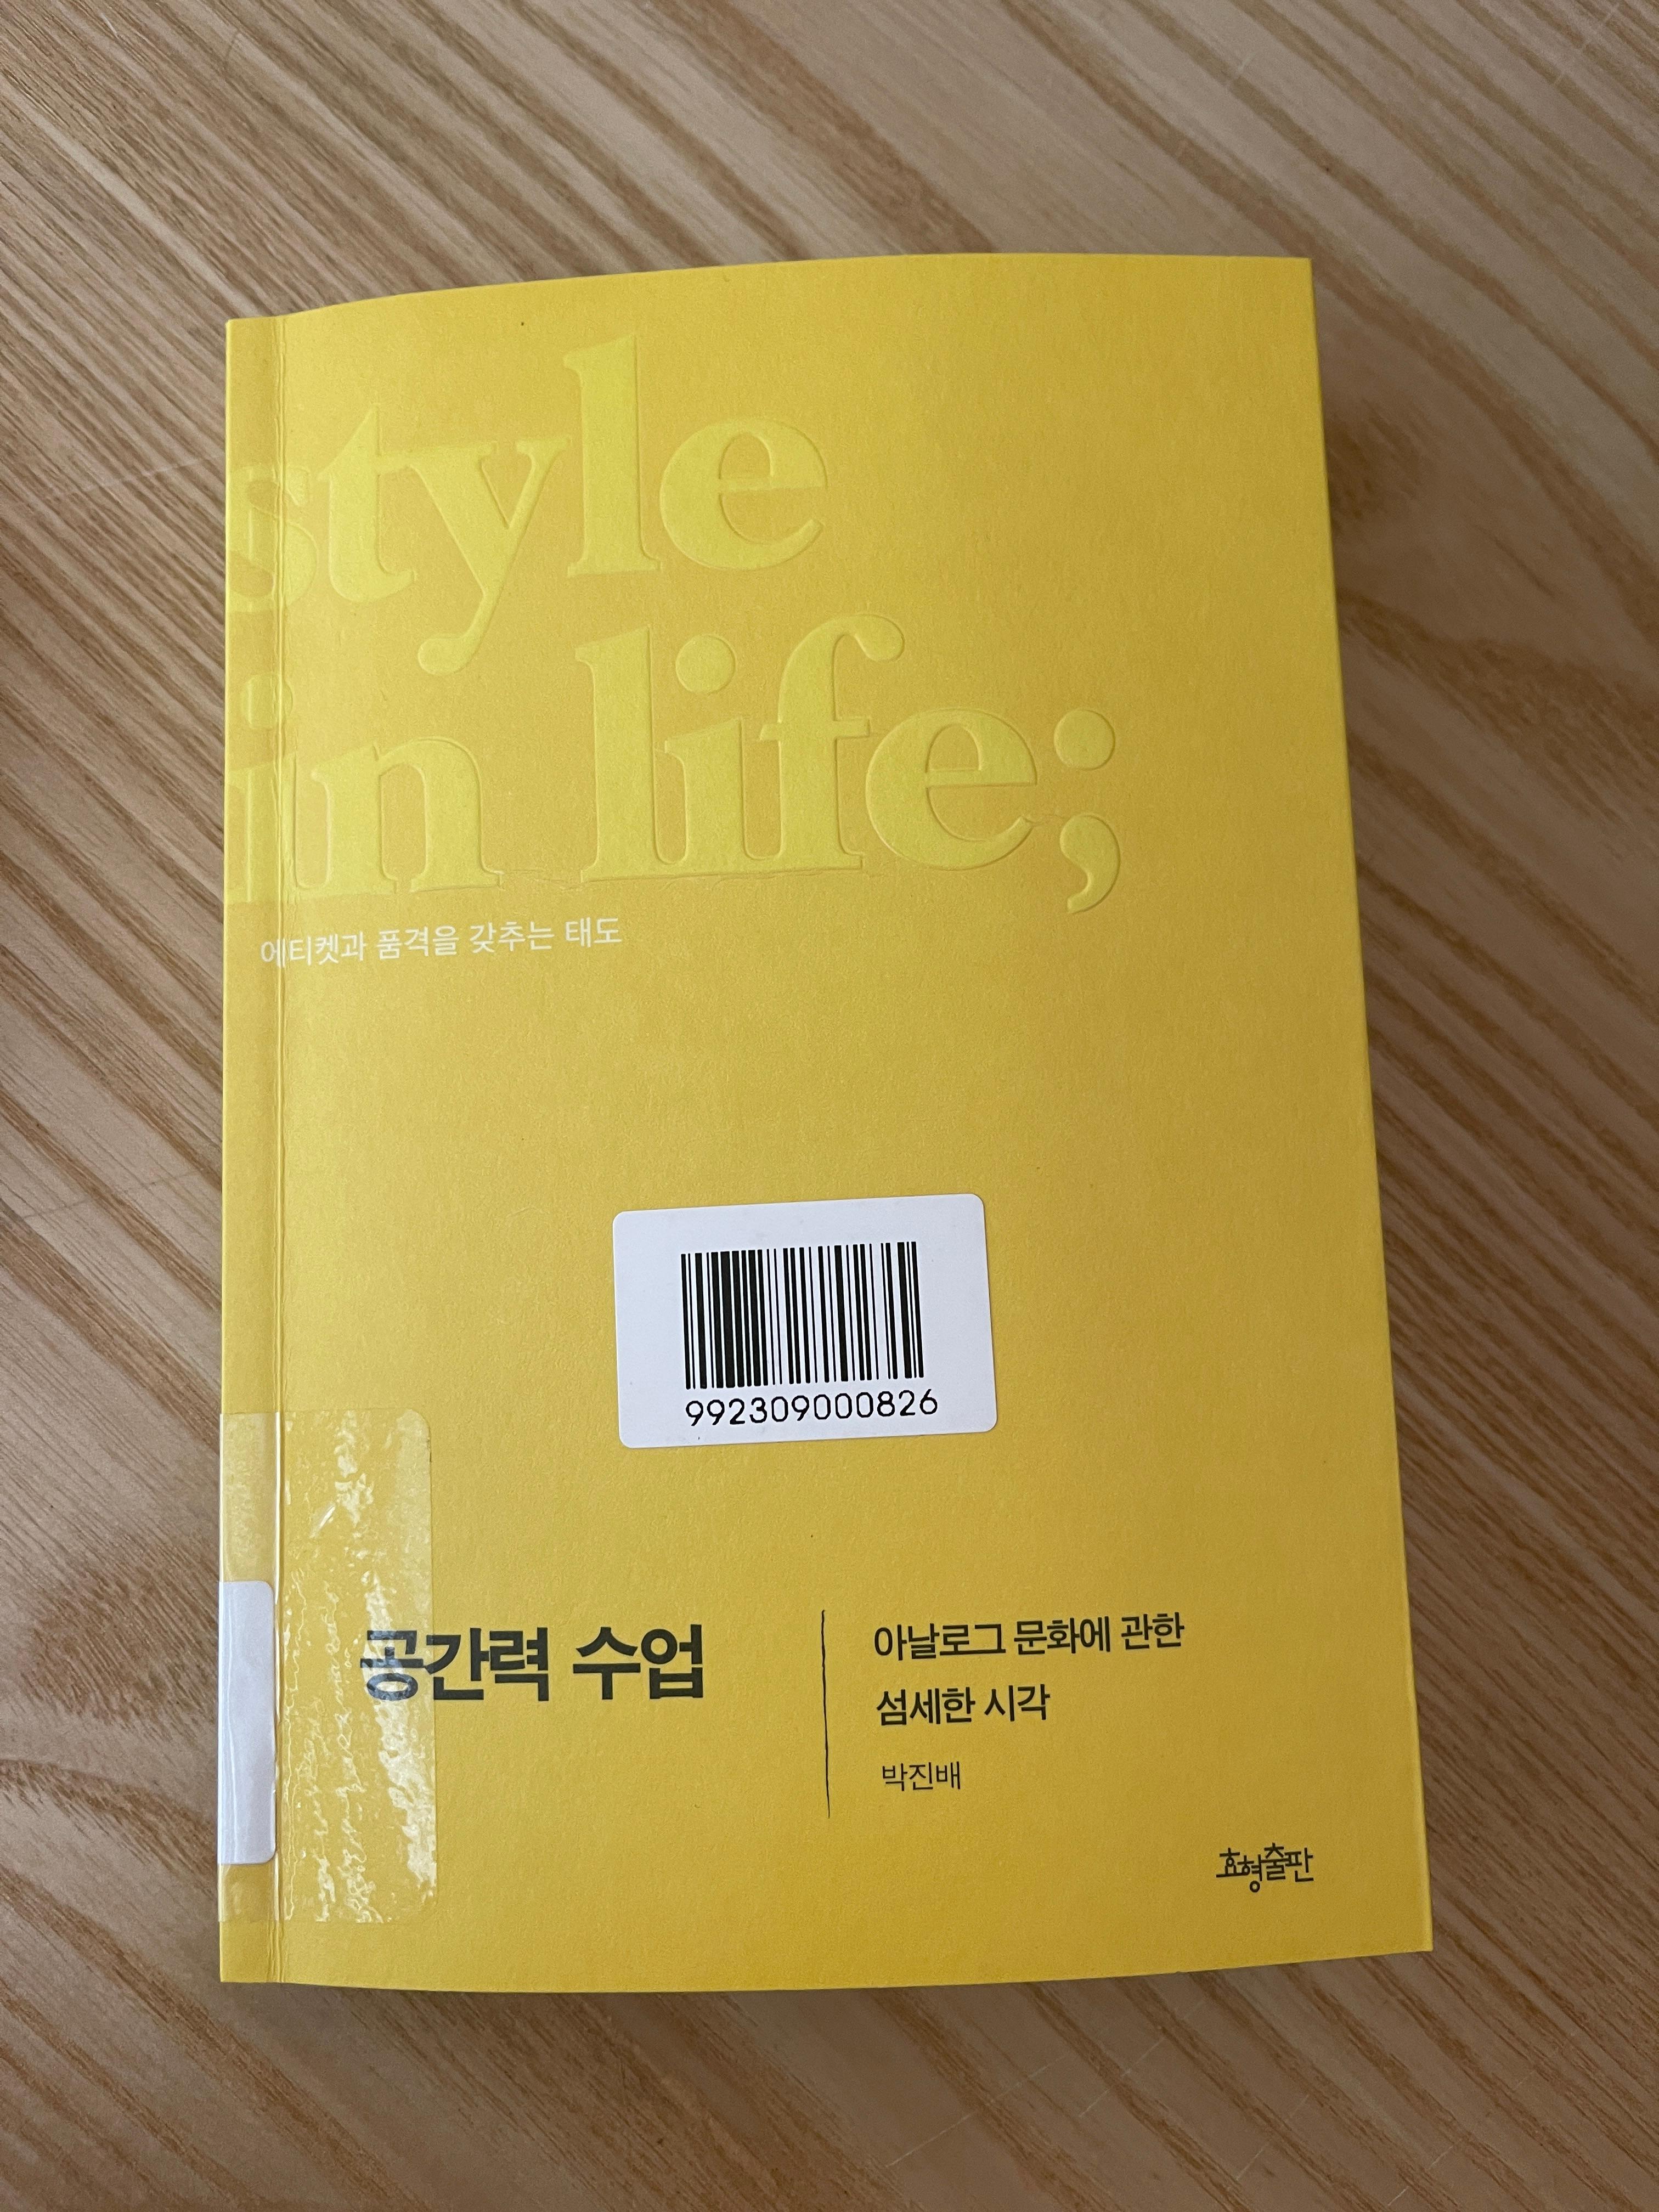 style
in life;
에티켓과 품격을 갖추는 태도
992309000826
공간력 수업
아날로그 문화에 관한
섬세한 시각
박진배
효형출판